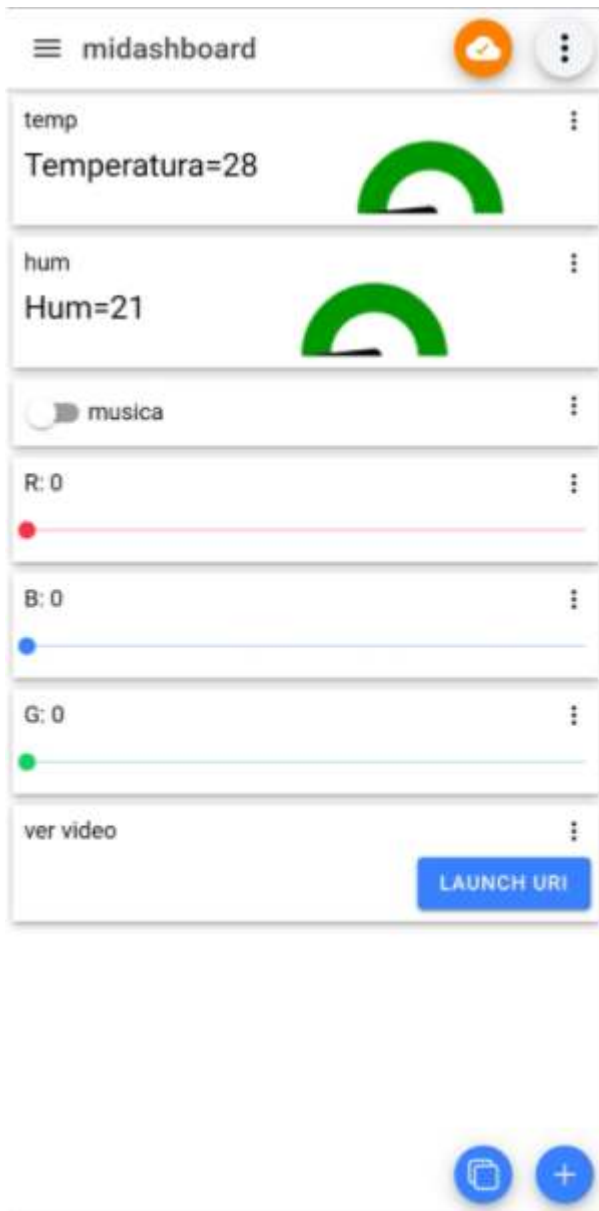 midashboard
temp
Temperatura=28
hum
Hum=21
musica
R: 0
B: 0
G: 0
ver video
LAUNCH URI